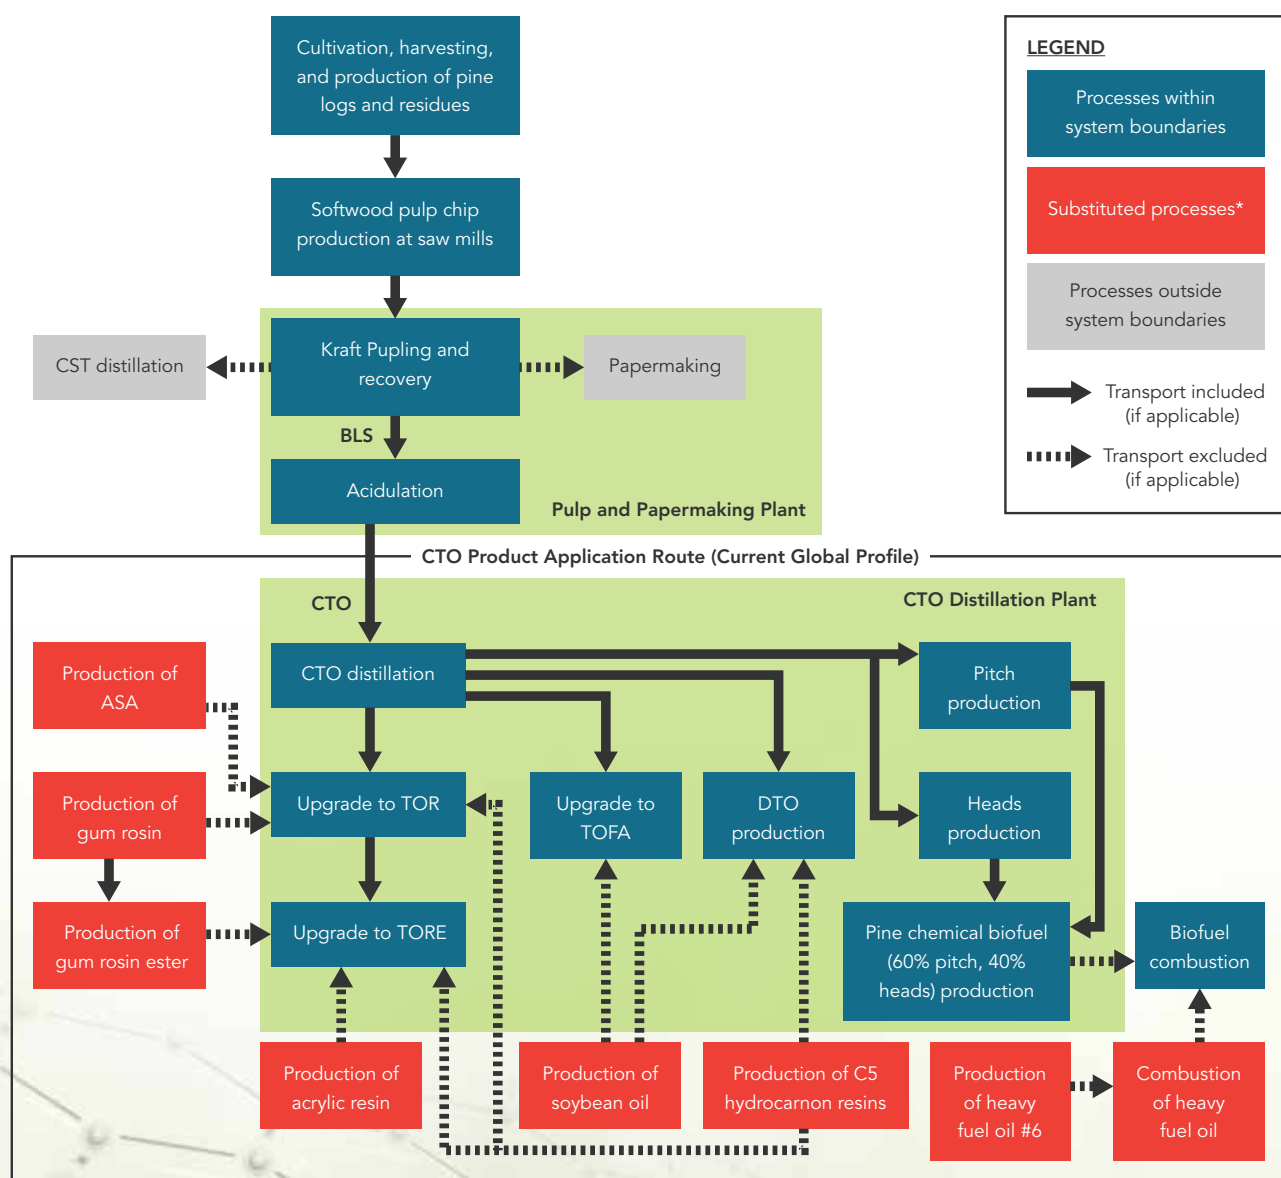 Cultivation, harvesting,
and production of pine
logs and residues
LEGEND
Processes within
system boundaries
Substituted processes*
Processes outside
system boundaries
Transport included
(if applicable)
Transport excluded
(if applicable)
Softwood pulp chip
production at saw mills
CST distillation
Kraft Pupling and
recovery
Papermaking
BLS
Acidulation
Pulp and Papermaking Plant
CTO Product Application Route (Current Global Profile)
CTO
CTO Distillation Plant
Production of
ASA
CTO distillation
Pitch
production
Production of
gum rosin
Upgrade to TOR
Upgrade to
TOFA
DTO
production
Heads
production
Production of
gum rosin ester
Upgrade to TORE
Pine chemical biofuel
(60% pitch, 40%
heads) production
Biofuel
combustion
Production of
acrylic resin
Production of
soybean oil
Production of C5
hydrocarnon resins
Production
of heavy
fuel oil #6
Combustion
of heavy
fuel oil